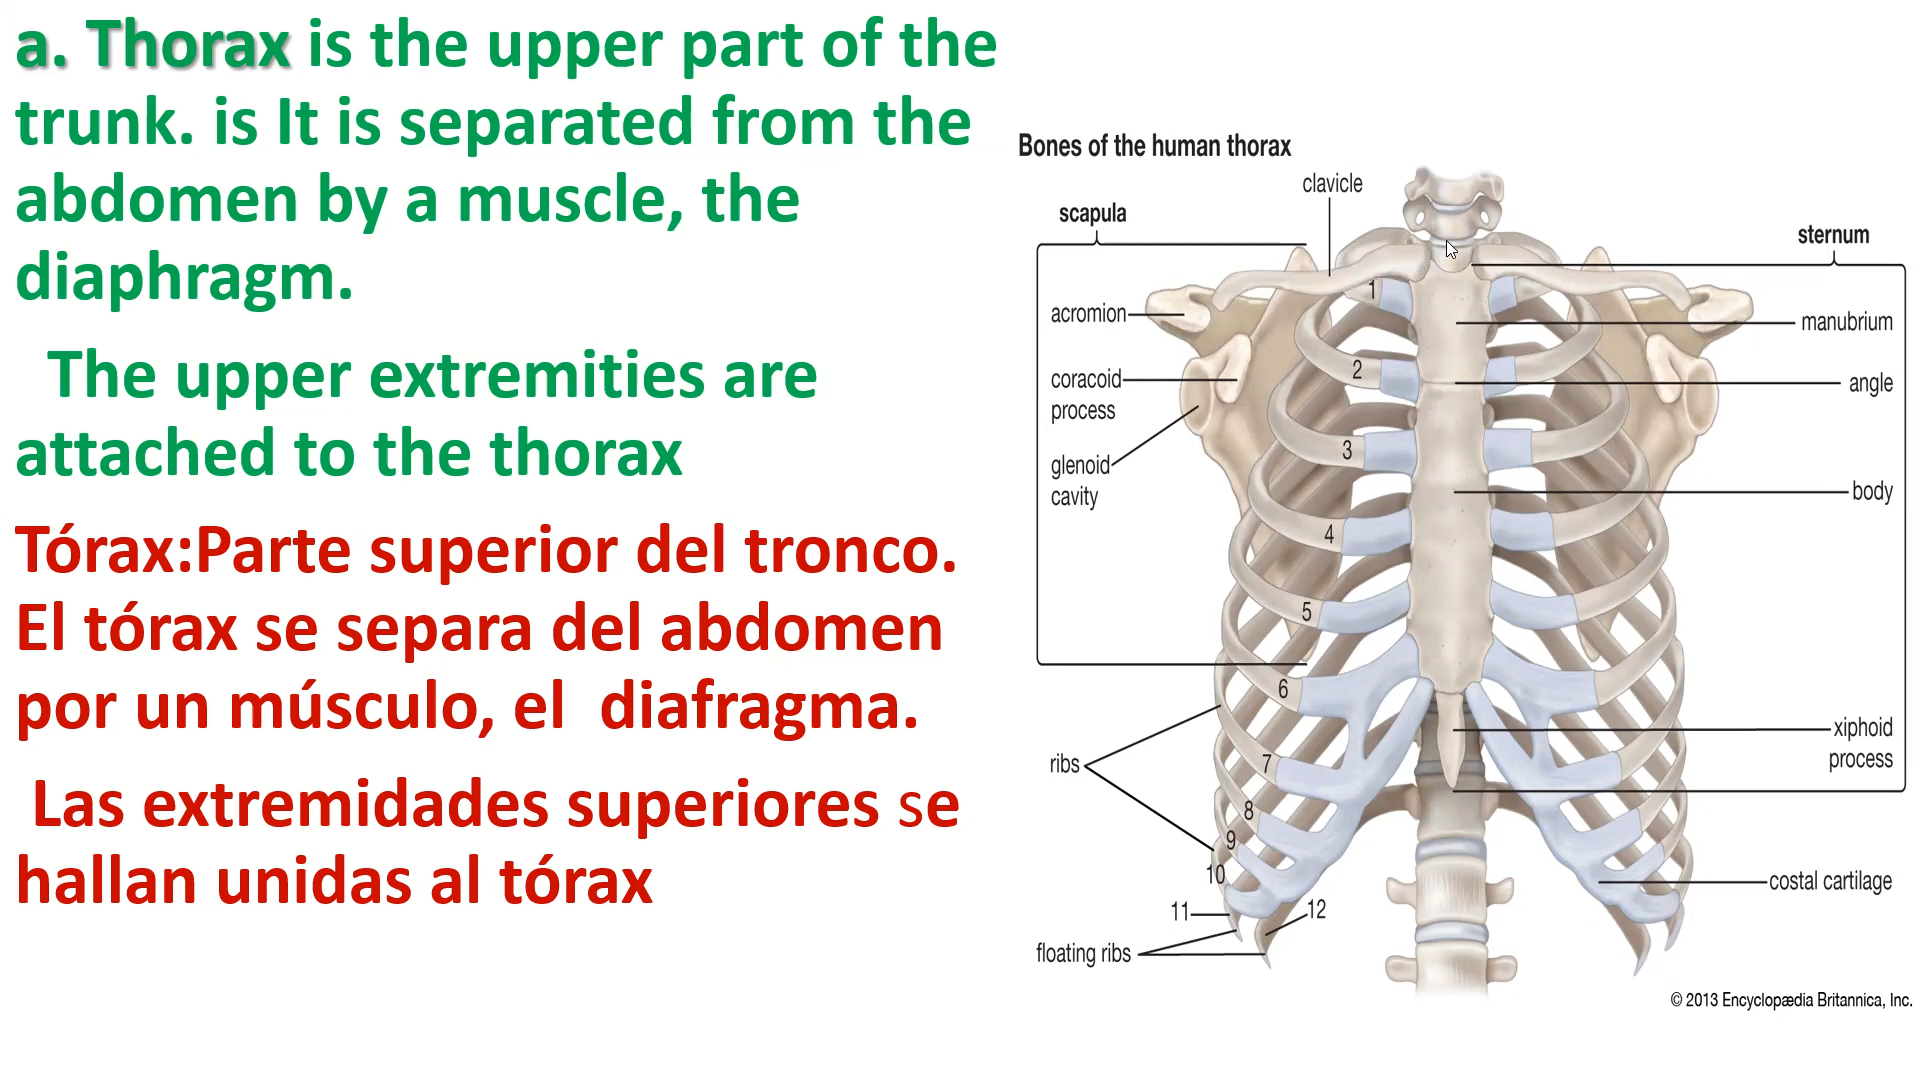 a. Thorax is the upper part of the
trunk. is It is separated from the
abdomen by a muscle, the
diaphragm.
The upper extremities are
attached to the thorax
Tórax:Parte superior del tronco.
El tórax se separa del abdomen
por un músculo, el  diafragma.
Las extremidades superiores se
hallan unidas al tórax
Bones of the human thorax
clavicle
scapula
sternum
1
acromion
manubrium
2
coracoid
process
angle
3
glenoid
cavity
body
4
5
6
xiphoid
process
ribs
7
8
9
10
costal cartilage
11
12
floating ribs
© 2013 Encyclopædia Britannica, Inc.